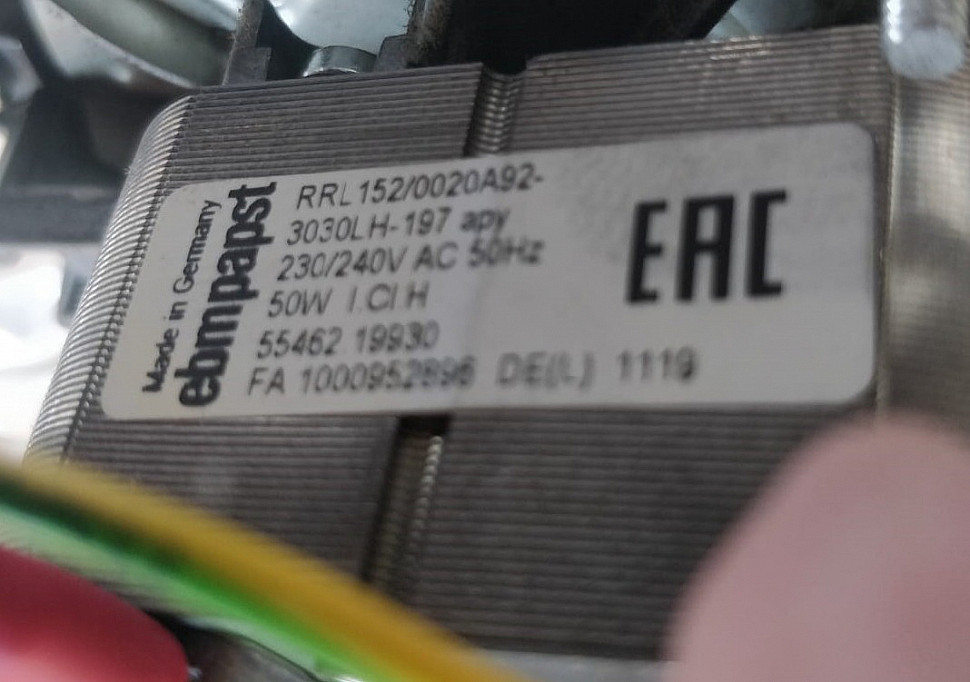 Made in Germany
ebmpapst
RRL152/0020A92-
3030LH-197 apy
230/240V AC 50Hz
50W I.Cl.H
55462.19930
FA 1000952896 DE(L) 1119
EAC